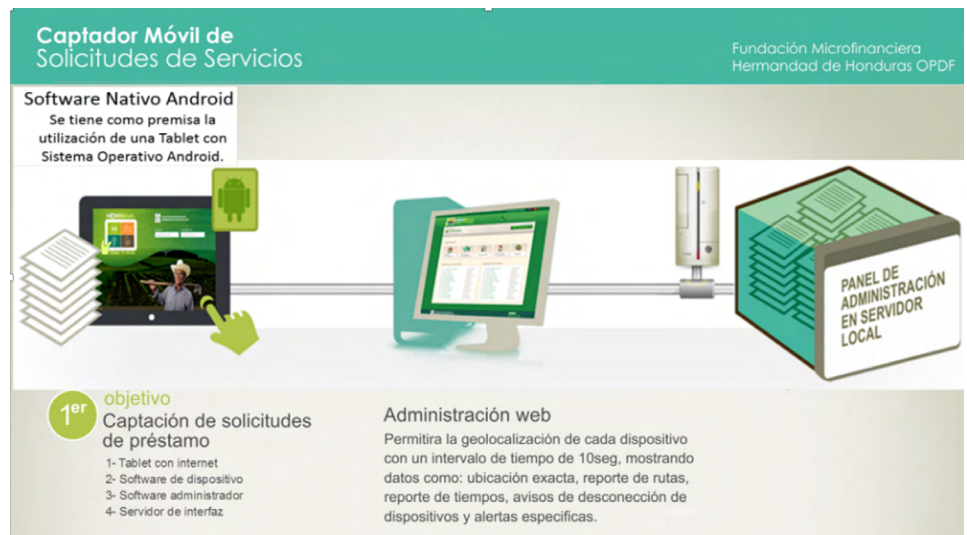 Captador Móvil de
Solicitudes de Servicios
Fundación Microfinanciera
Hermandad de Honduras OPDF
Software Nativo Android
Se tiene como premisa la
utilización de una Tablet con
Sistema Operativo Android.
PANEL DE
ADMINISTRACIÓN
EN SERVIDOR
LOCAL
1er
objetivo
Captación de solicitudes
de préstamo
1- Tablet con internet
2- Software de dispositivo
3- Software administrador
4- Servidor de interfaz
Administración web
Permitira la geolocalización de cada dispositivo
con un intervalo de tiempo de 10seg, mostrando
datos como: ubicación exacta, reporte de rutas,
reporte de tiempos, avisos de desconección de
dispositivos y alertas especificas.